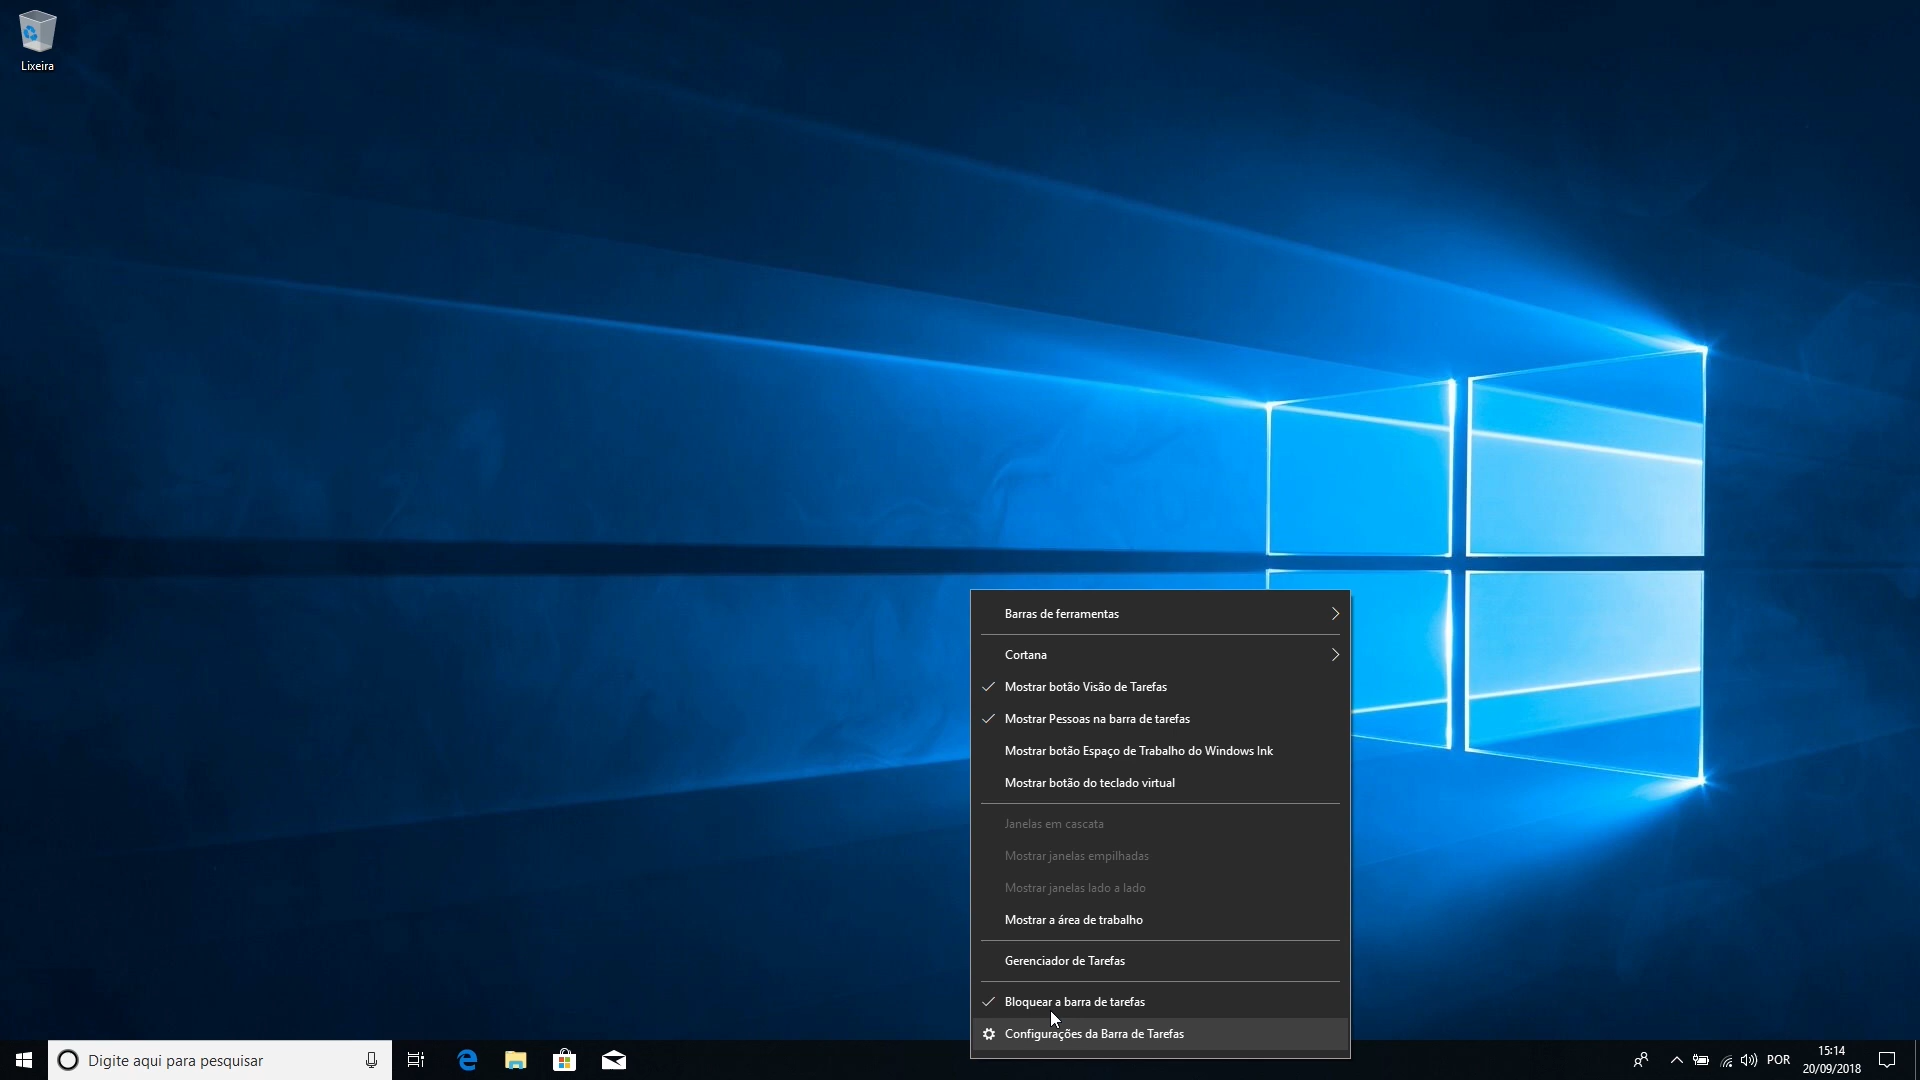 Lixeira
Barras de ferramentas
Cortana
Mostrar botão Visão de Tarefas
Mostrar Pessoas na barra de tarefas
Mostrar botão Espaço de Trabalho do Windows Ink
Mostrar botão do teclado virtual
Janelas em cascata
Mostrar janelas empilhadas
Mostrar janelas lado a lado
Mostrar a área de trabalho
Gerenciador de Tarefas
Bloquear a barra de tarefas
Configurações da Barra de Tarefas
Digite aqui para pesquisar
POR
15:14
20/09/2018